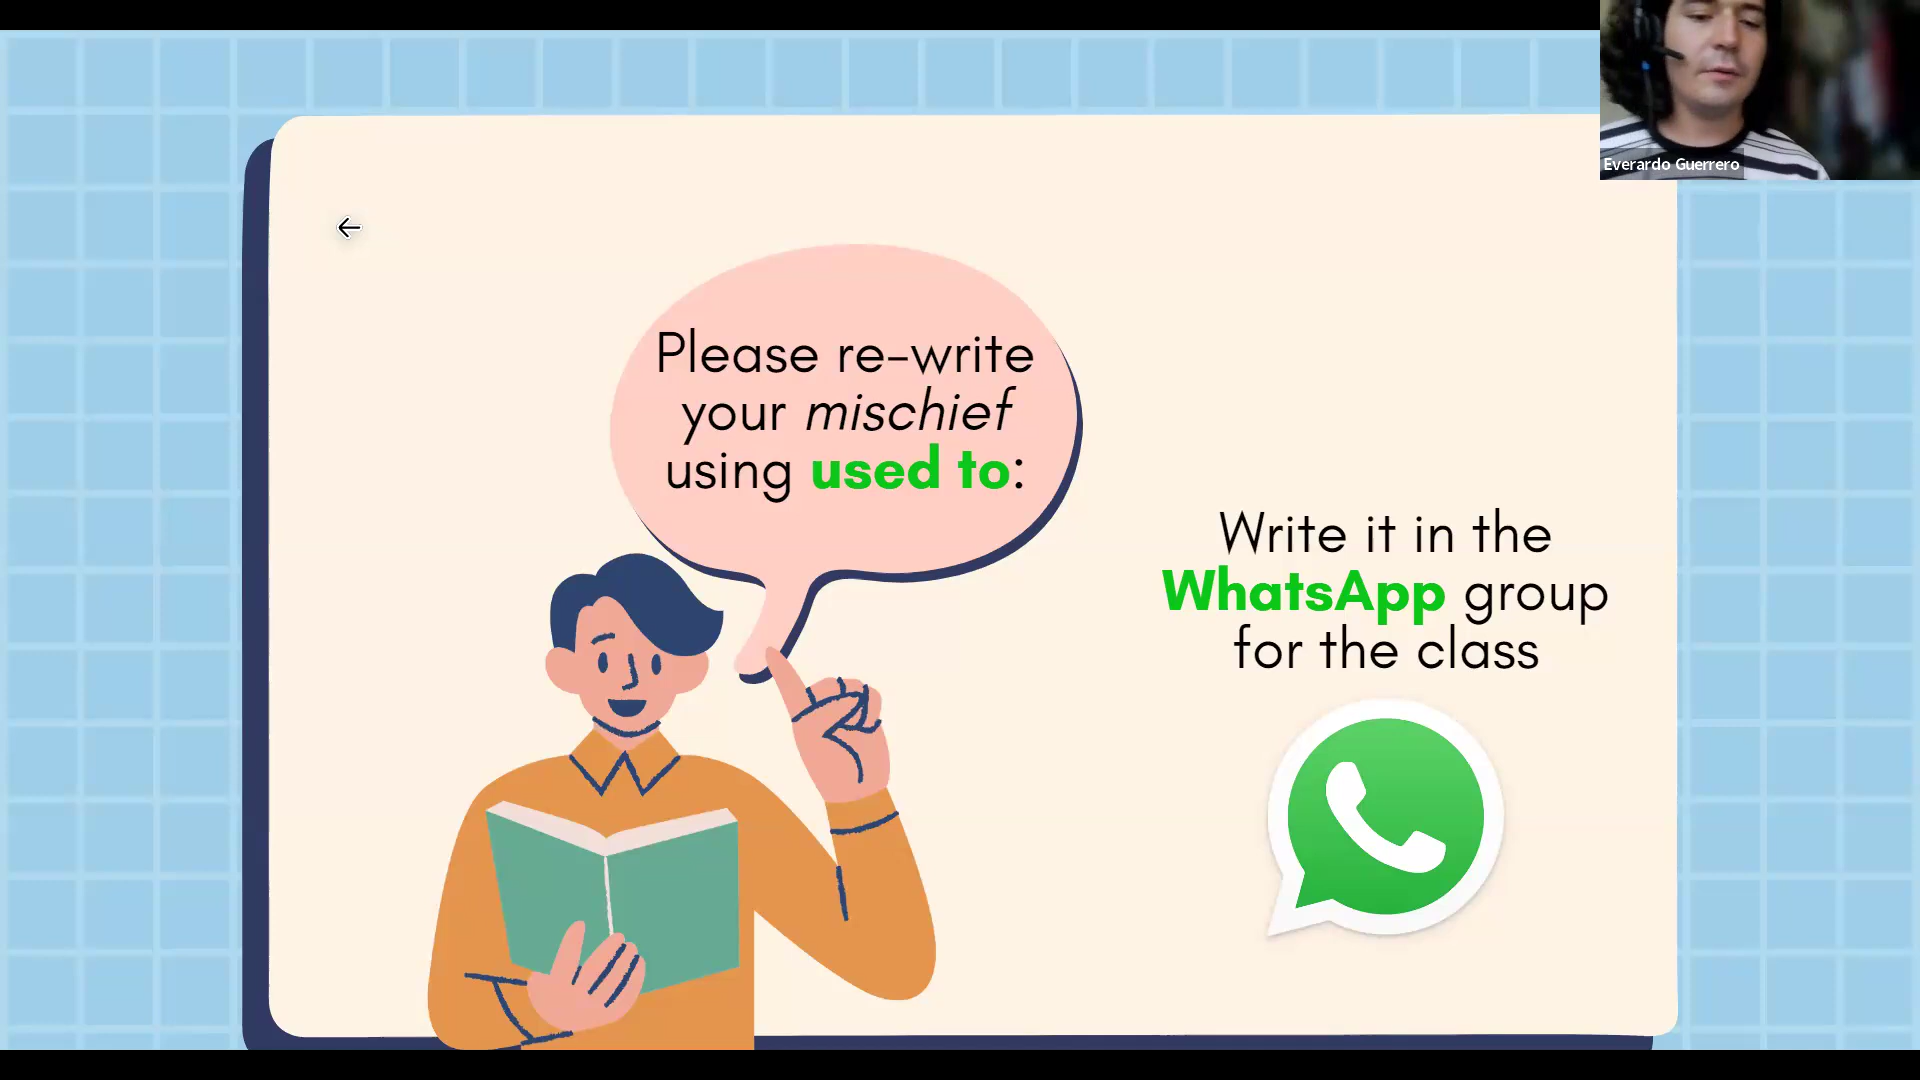 Everardo Guerrero
Please re-write
your mischief
using used to:
Write it in the
WhatsApp group
for the class